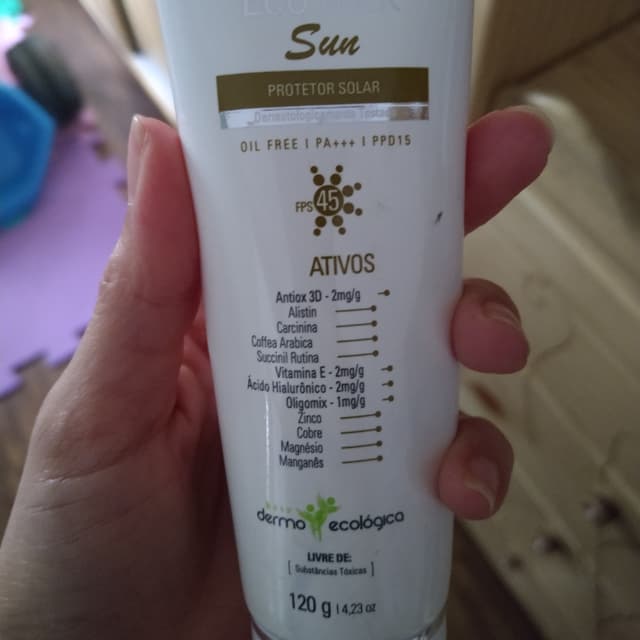 Sun
PROTETOR SOLAR
Dermatologicamente Testado
OIL FREE I PA+++ I PPD15
FPS 45
ATIVOS
Antiox 3D - 2mg/g
Alistin
Carcinina
Coffea Arabica
Succinil Rutina
Vitamina E - 2mg/g
Ácido Hialurônico - 2mg/g
Oligomix - 1mg/g
Zinco
Cobre
Magnésio
Manganês
dermo ecológica
LIVRE DE:
[ Substâncias Tóxicas ]
120 g I 4,23 oz